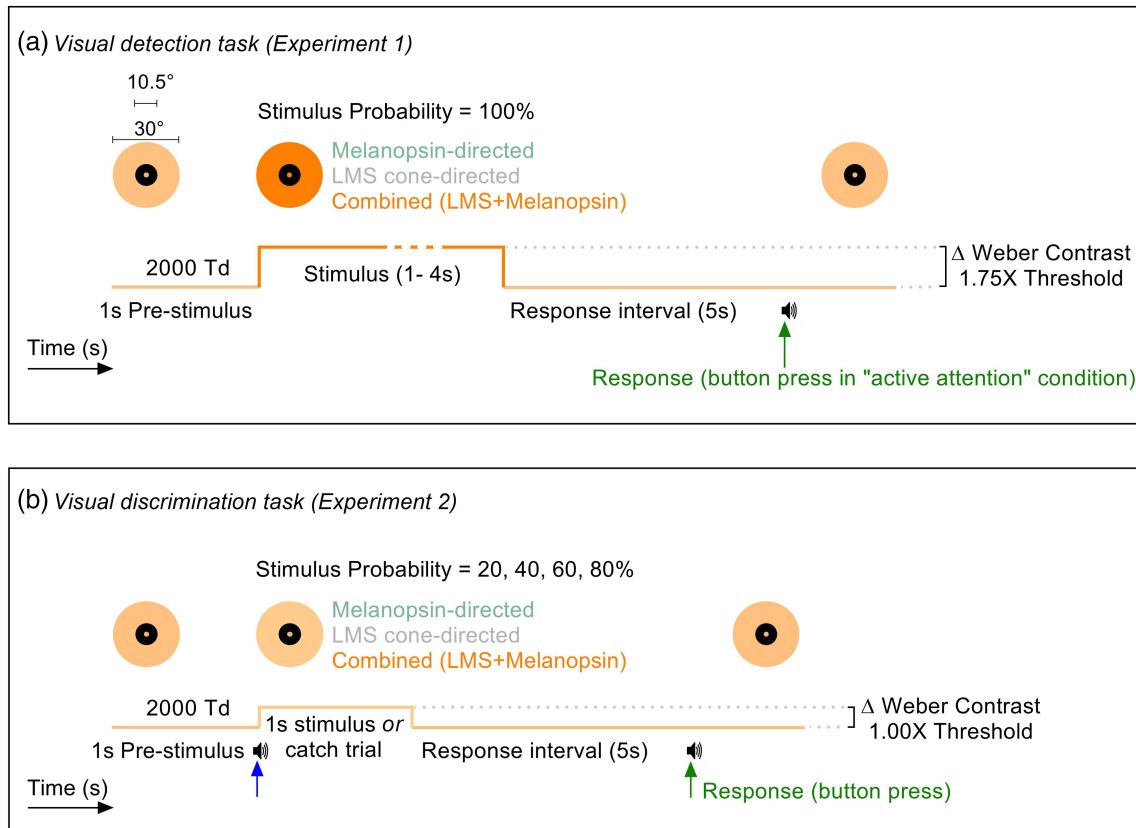 (a) Visual detection task (Experiment 1)
10.5°
30°
Stimulus Probability = 100%
Melanopsin-directed
LMS cone-directed
Combined (LMS+Melanopsin)
2000 Td
Stimulus (1- 4s)
Δ Weber Contrast
1.75X Threshold
1s Pre-stimulus
Response interval (5s)
Time (s)
Response (button press in "active attention" condition)
(b) Visual discrimination task (Experiment 2)
Stimulus Probability = 20, 40, 60, 80%
Melanopsin-directed
LMS cone-directed
Combined (LMS+Melanopsin)
2000 Td
1s stimulus or
catch trial
Δ Weber Contrast
1.00X Threshold
1s Pre-stimulus
Response interval (5s)
Time (s)
Response (button press)